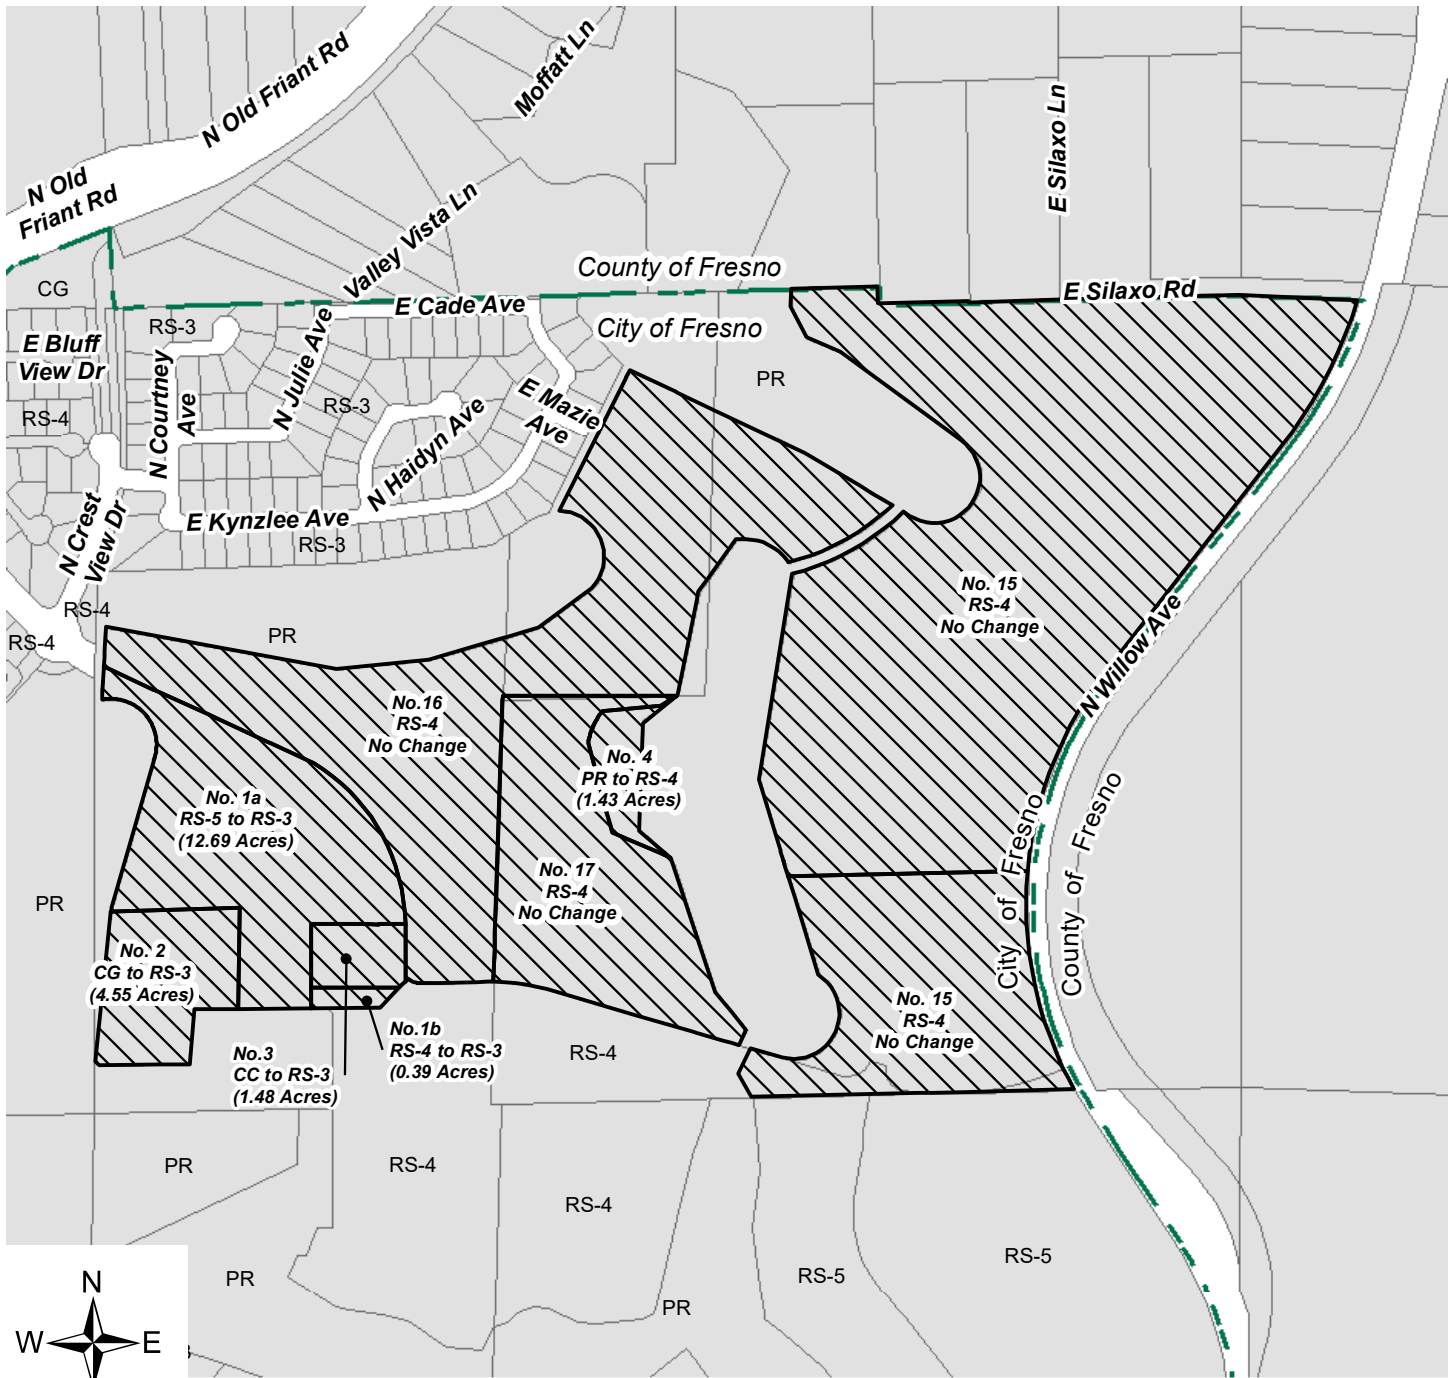 Moffatt Ln
N Old Friant Rd
E Silaxo Ln
N Old
Friant Rd
Valley Vista Ln
County of Fresno
CG
E Silaxo Rd
E Cade Ave
RS-3
City of Fresno
E Bluff
View Dr
N Julie Ave
N Courtney
Ave
PR
E Mazie
Ave
RS-3
RS-4
N Haidyn Ave
N Crest
View Dr
E Kynzlee Ave
RS-3
No. 15
RS-4
No Change
RS-4
RS-4
PR
N Willow Ave
No.16
RS-4
No Change
No. 4
PR to RS-4
(1.43 Acres)
No. 1a
RS-5 to RS-3
(12.69 Acres)
City of Fresno
County of Fresno
No. 17
RS-4
No Change
PR
No. 2
CG to RS-3
(4.55 Acres)
No. 15
RS-4
No Change
No.1b
RS-4 to RS-3
(0.39 Acres)
No.3
CC to RS-3
(1.48 Acres)
RS-4
PR
RS-4
RS-4
RS-5
RS-5
PR
PR
N
W
E